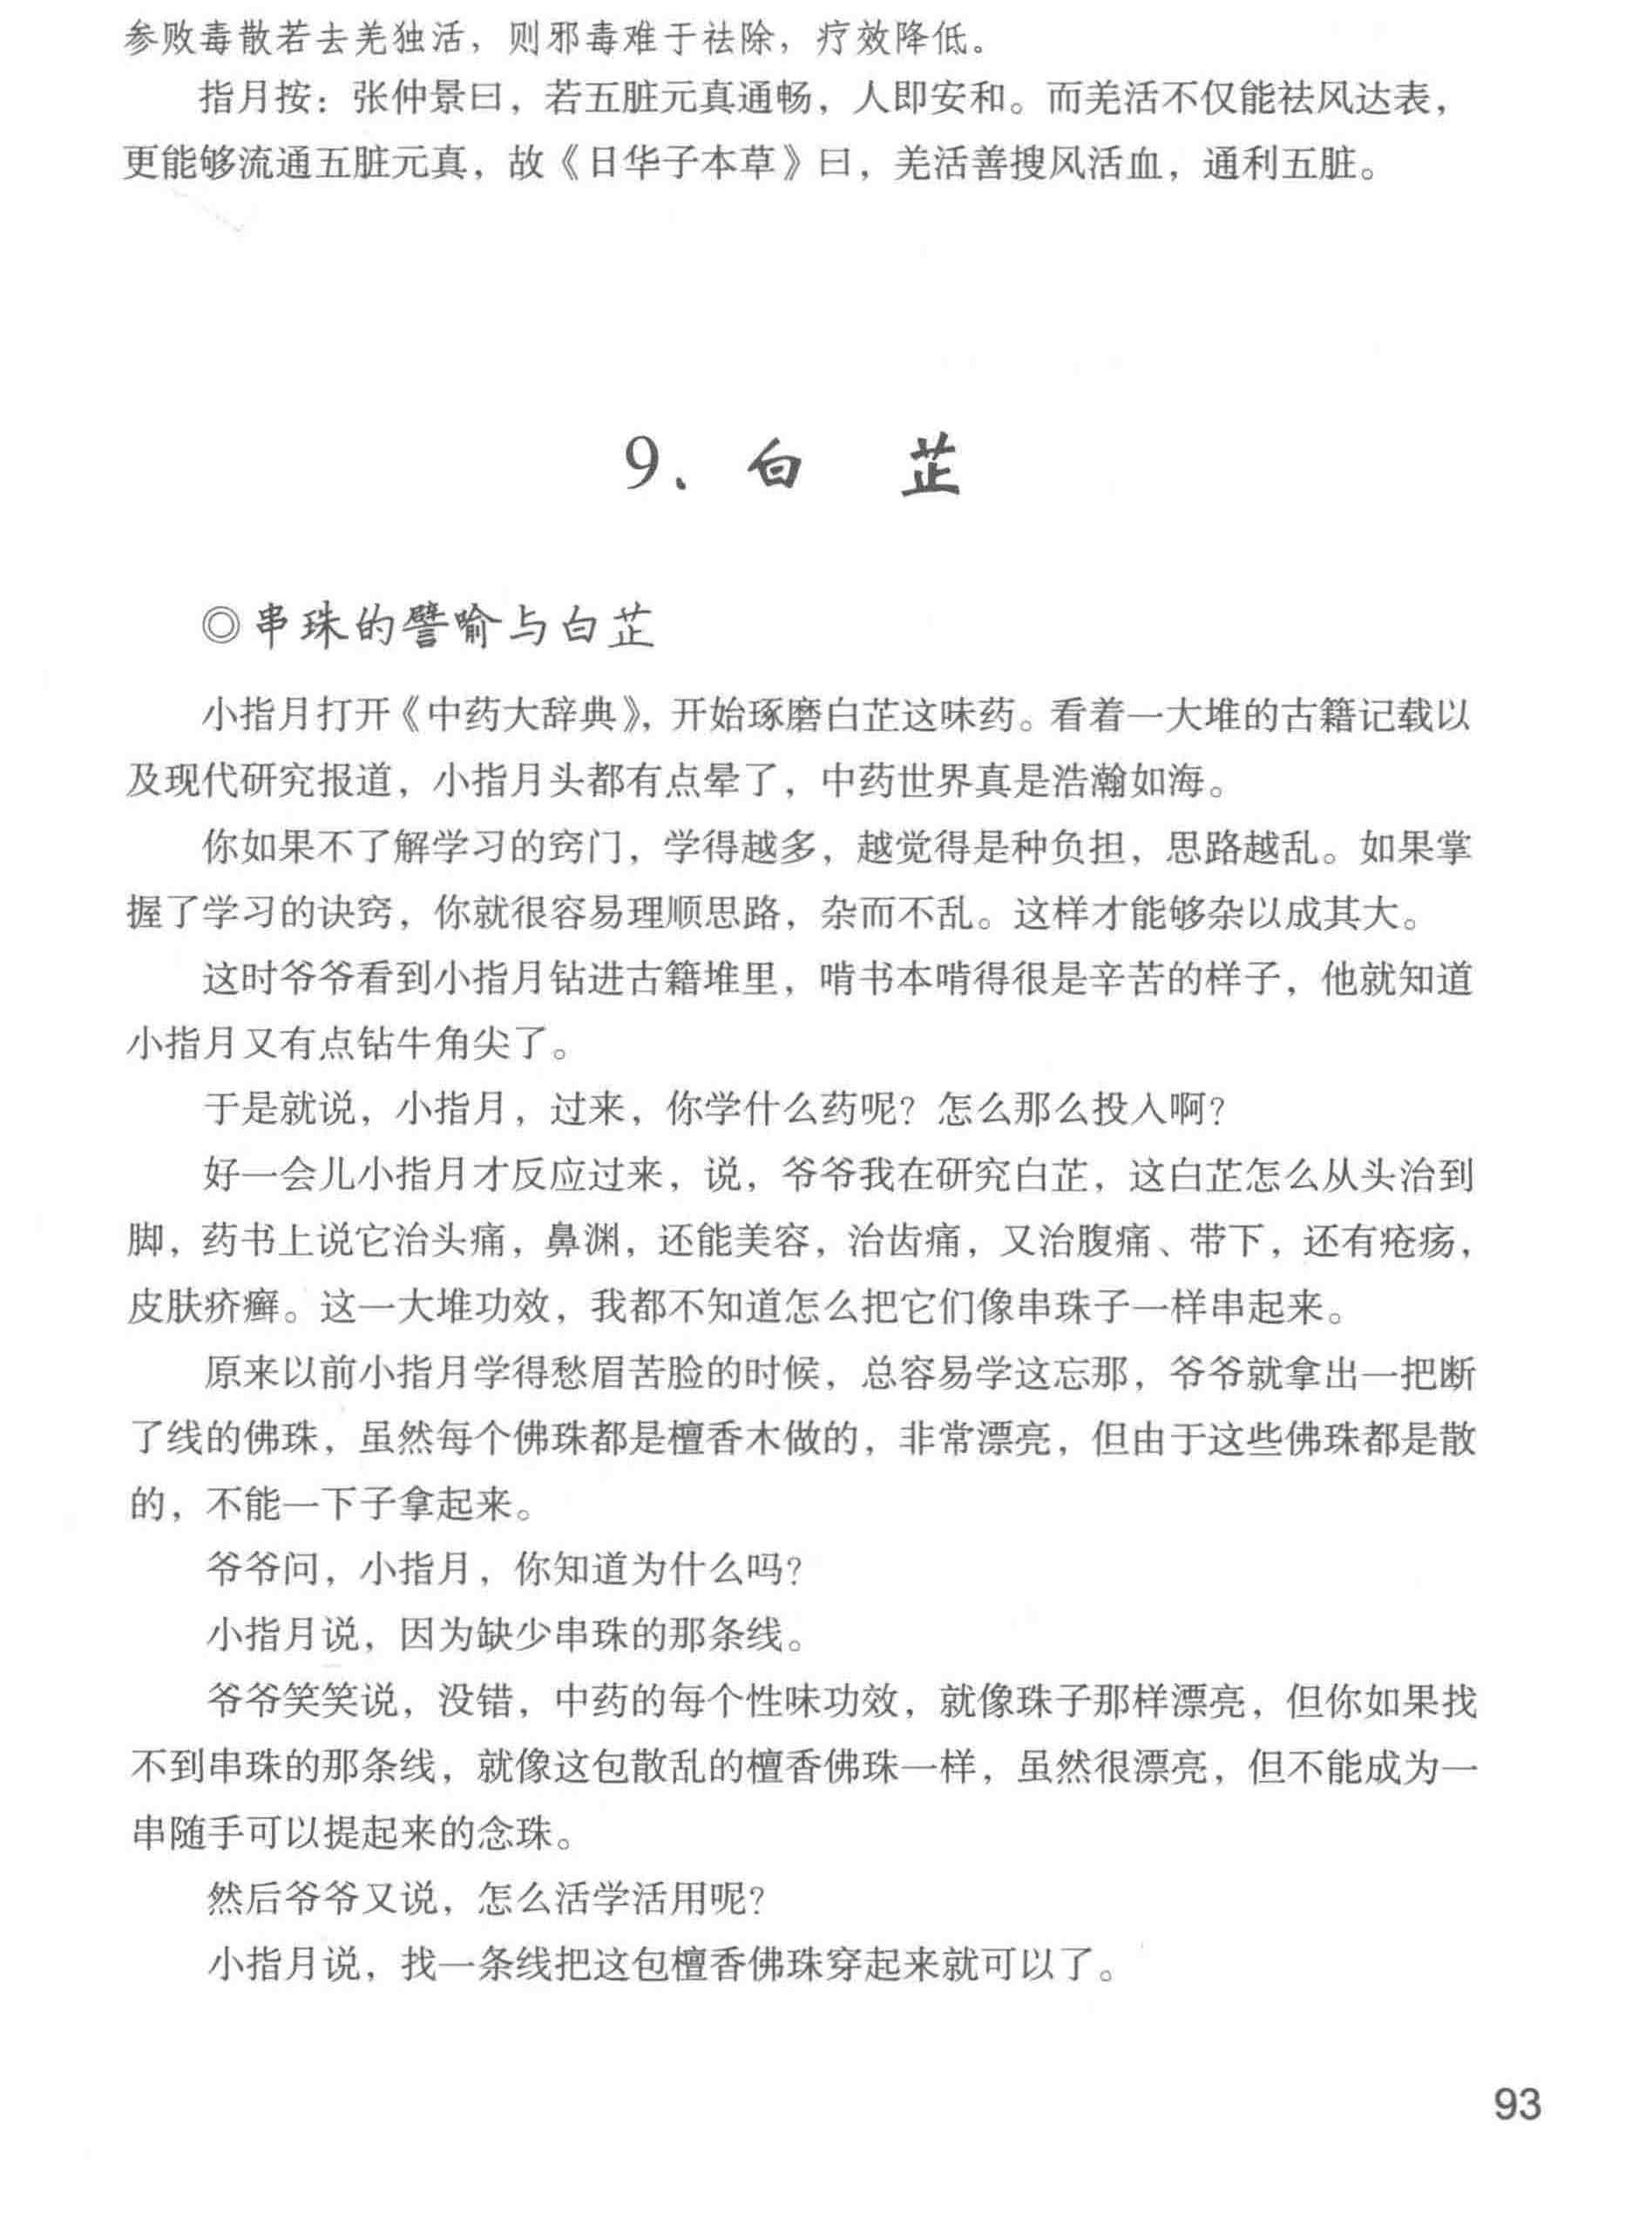 参败毒散若去羌独活，则邪毒难于祛除，疗效降低。
指月按：张仲景曰，若五脏元真通畅，人即安和。而羌活不仅能祛风达表，
更能够流通五脏元真，故《日华子本草》曰，羌活善搜风活血，通利五脏。
9、白 芷
◎串珠的譬喻与白芷
小指月打开《中药大辞典》，开始琢磨白芷这味药。看着一大堆的古籍记载以
及现代研究报道，小指月头都有点晕了，中药世界真是浩瀚如海。
你如果不了解学习的窍门，学得越多，越觉得是种负担，思路越乱。如果掌
握了学习的诀窍，你就很容易理顺思路，杂而不乱。这样才能够杂以成其大。
这时爷爷看到小指月钻进古籍堆里，啃书本啃得很是辛苦的样子，他就知道
小指月又有点钻牛角尖了。
于是就说，小指月，过来，你学什么药呢？怎么那么投入啊？
好一会儿小指月才反应过来，说，爷爷我在研究白芷，这白芷怎么从头治到
脚，药书上说它治头痛，鼻渊，还能美容，治齿痛，又治腹痛、带下，还有疮疡，
皮肤疥癣。这一大堆功效，我都不知道怎么把它们像串珠子一样串起来。
原来以前小指月学得愁眉苦脸的时候，总容易学这忘那，爷爷就拿出一把断
了线的佛珠，虽然每个佛珠都是檀香木做的，非常漂亮，但由于这些佛珠都是散
的，不能一下子拿起来。
爷爷问，小指月，你知道为什么吗？
小指月说，因为缺少串珠的那条线。
爷爷笑笑说，没错，中药的每个性味功效，就像珠子那样漂亮，但你如果找
不到串珠的那条线，就像这包散乱的檀香佛珠一样，虽然很漂亮，但不能成为一
串随手可以提起来的念珠。
然后爷爷又说，怎么活学活用呢？
小指月说，找一条线把这包檀香佛珠穿起来就可以了。
93